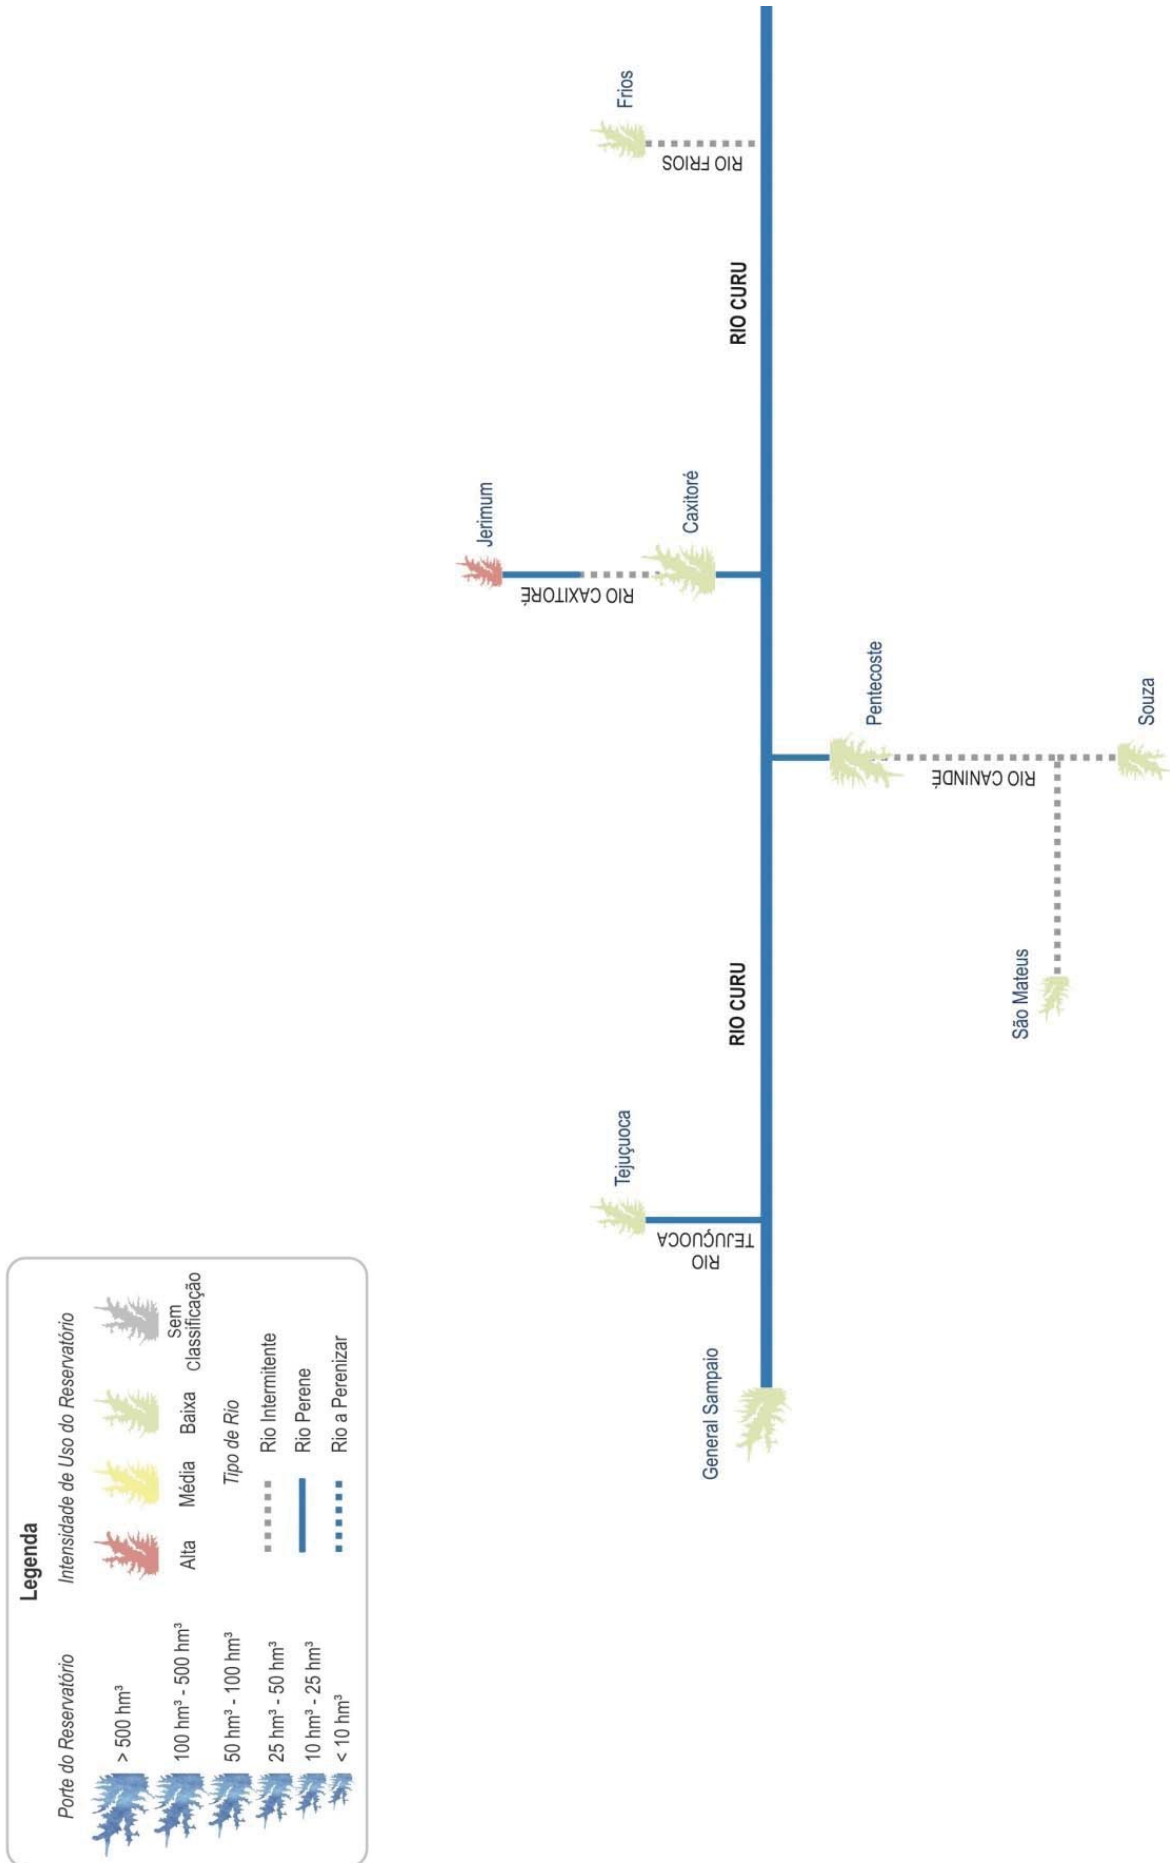 Legenda
Porte do Reservatório
> 500 hm³
100 hm³ - 500 hm³
50 hm³ - 100 hm³
25 hm³ - 50 hm³
10 hm³ - 25 hm³
< 10 hm³
Intensidade de Uso do Reservatório
Alta
Média
Baixa
Sem
Classificação
Tipo de Rio
Rio Intermitente
Rio Perene
Rio a Perenizar
General Sampaio
Tejuçuoca
RIO
TEJUÇUOCA
RIO CURU
São Mateus
Souza
RIO CANINDÉ
Pentecoste
Jerimum
RIO CAXITORÉ
Caxitoré
RIO CURU
Frios
RIO FRIOS